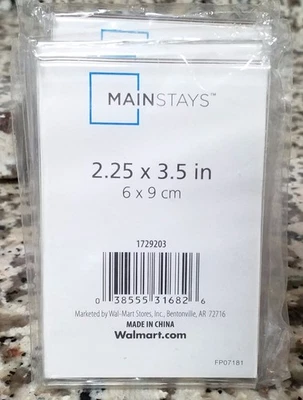 MAINSTAYS™
2.25 x 3.5 in
6 x 9 cm
1729203
0 38555 31682 6
Marketed by Wal-Mart Stores, Inc., Bentonville, AR 72716
MADE IN CHINA
Walmart.com
FP07181